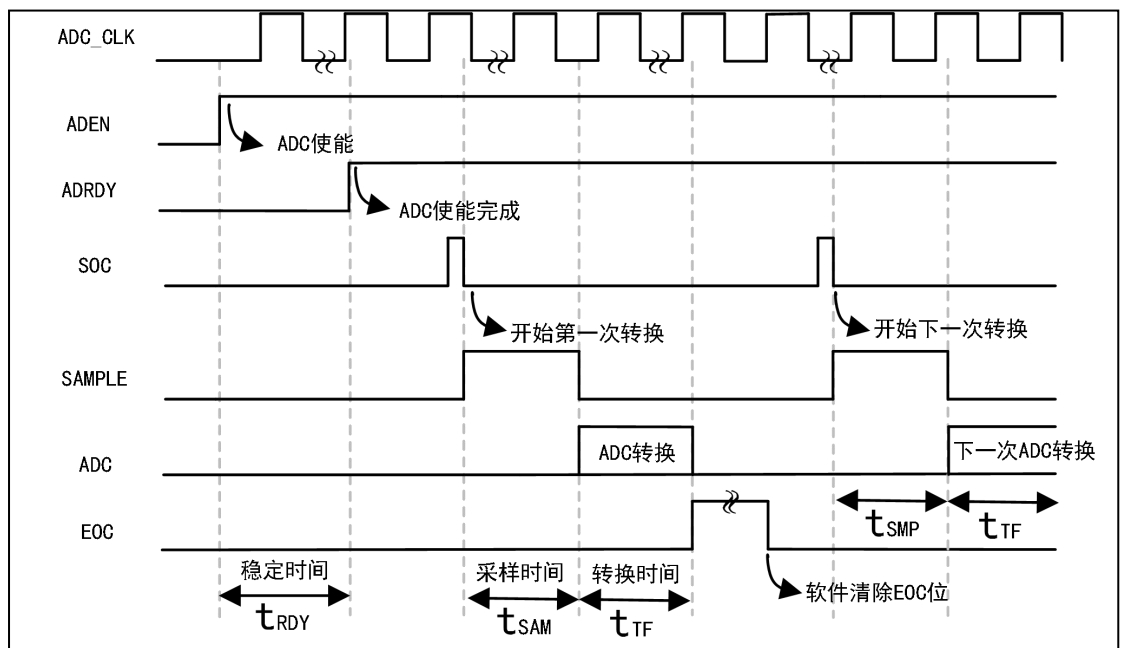 ADC_CLK
ADEN
ADC使能
ADRDY
ADC使能完成
SOC
开始第一次转换
开始下一次转换
SAMPLE
ADC
ADC转换
下一次ADC转换
EOC
tSMP
tTF
稳定时间
采样时间
转换时间
软件清除EOC位
tRDY
tSAM
tTF